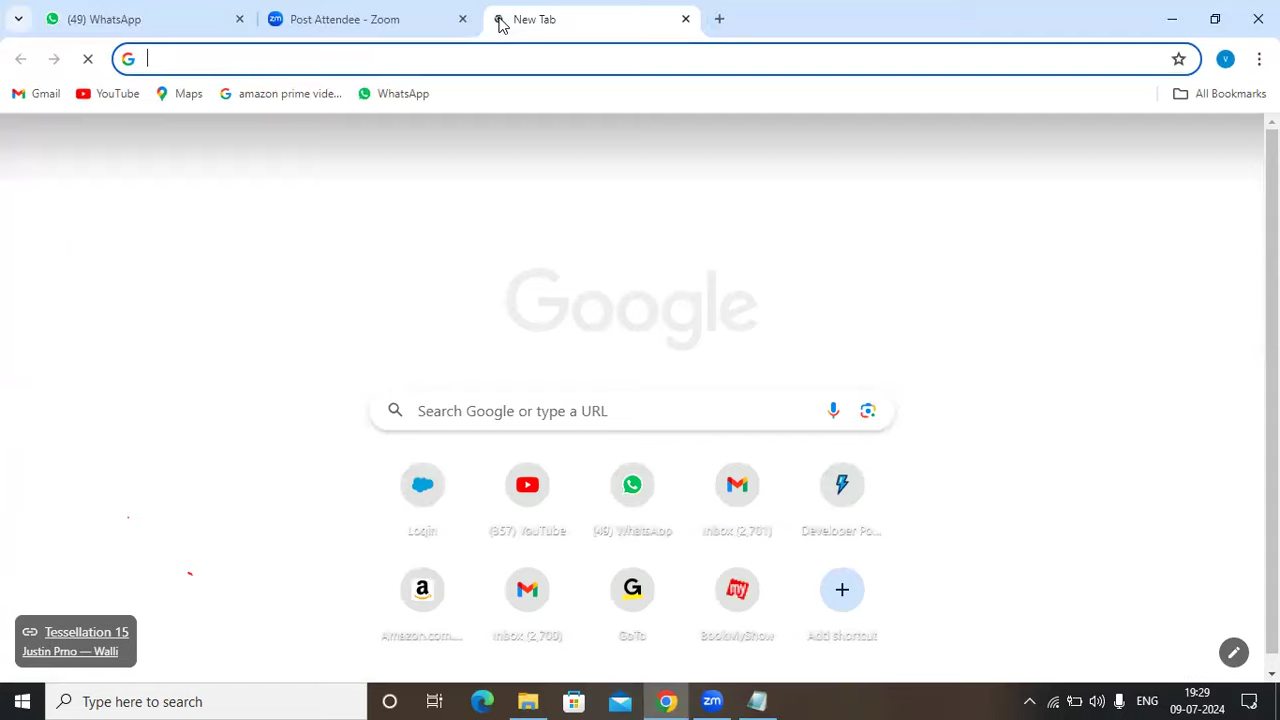 (49) WhatsApp
Post Attendee - Zoom
New Tab
Gmail
YouTube
Maps
amazon prime vide...
WhatsApp
All Bookmarks
Google
Search Google or type a URL
Login
(357) YouTube
(49) WhatsApp
Inbox (2,701)
Developer Po...
Amazon.com....
Inbox (2,700)
GoTo
BookMyShow
Add shortcut
Tessellation 15
Justin Prno — Walli
Type here to search
ENG
19:29
09-07-2024